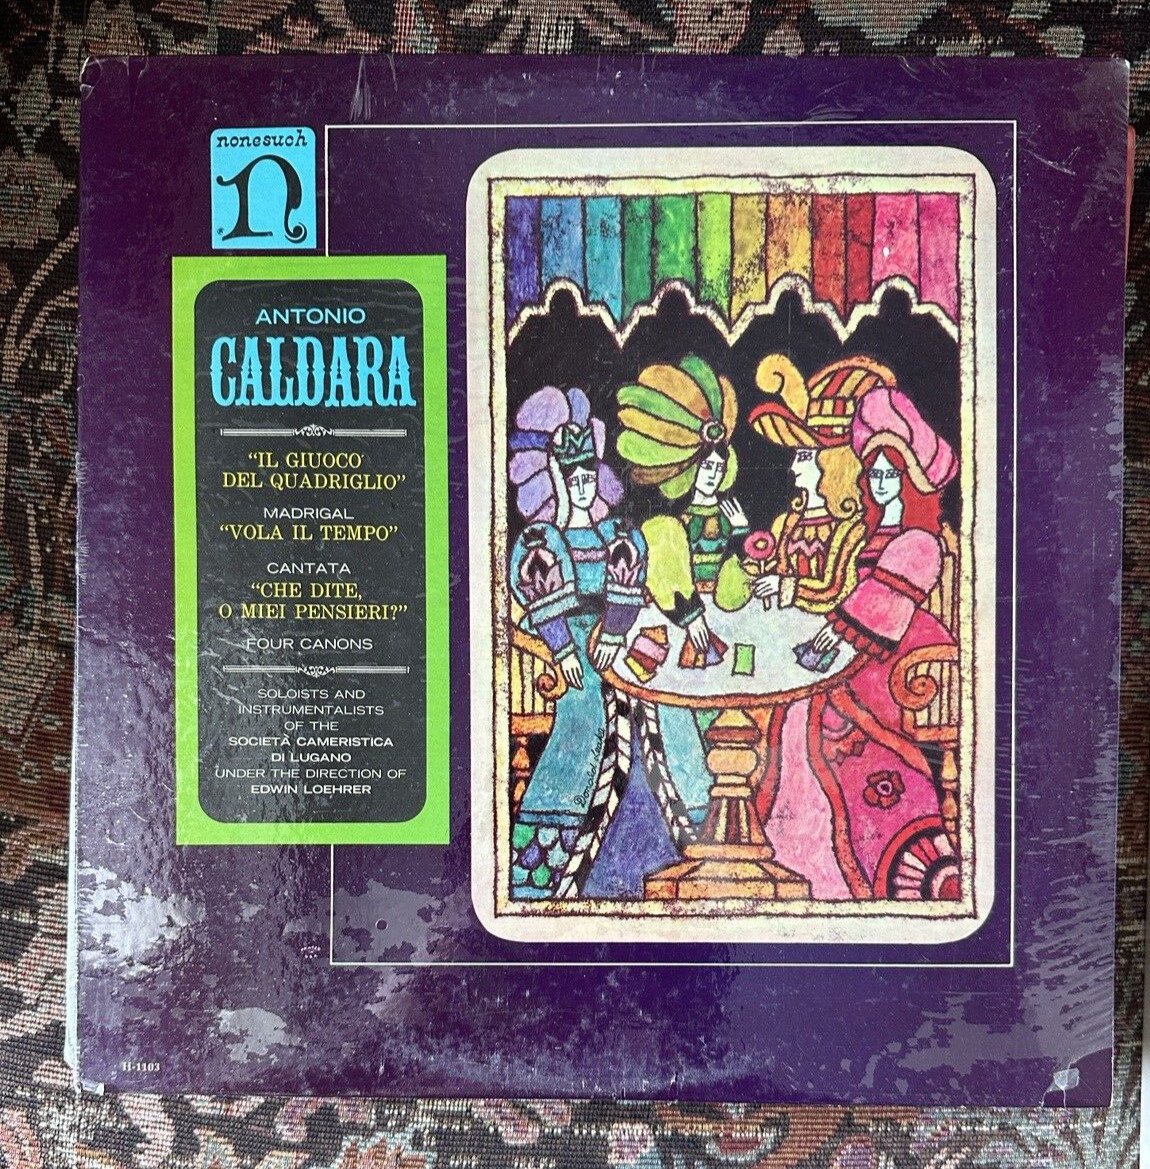 nonesuch
n
ANTONIO
CALDARA
“IL GIUOCO
DEL QUADRIGLIO”
MADRIGAL
“VOLA IL TEMPO”
CANTATA
“CHE DITE,
O MIEI PENSIERI?”
FOUR CANONS
SOLOISTS AND
INSTRUMENTALISTS
OF THE
SOCIETÀ CAMERISTICA
DI LUGANO
UNDER THE DIRECTION OF
EDWIN LOEHRER
H-1103